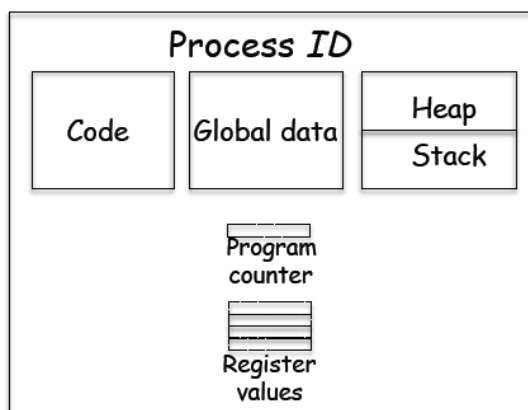 Process ID
Code
Global data
Heap
Stack
Program
counter
Register
values